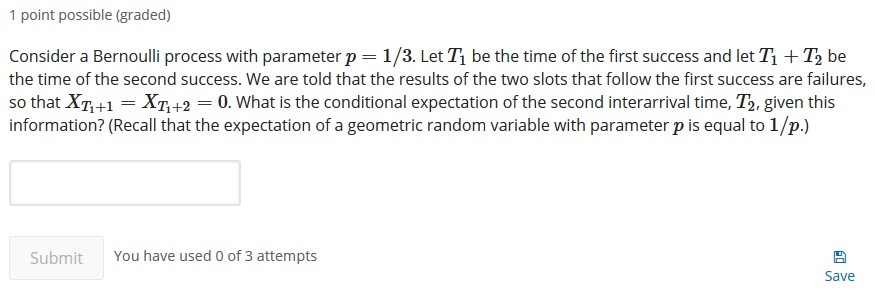 1 point possible (graded)
Consider a Bernoulli process with parameter p = 1/3. Let T₁ be the time of the first success and let T₁ + T₂ be
the time of the second success. We are told that the results of the two slots that follow the first success are failures,
so that X_{T₁+1} = X_{T₁+2} = 0. What is the conditional expectation of the second interarrival time, T₂, given this
information? (Recall that the expectation of a geometric random variable with parameter p is equal to 1/p.)
Submit You have used 0 of 3 attempts
Save